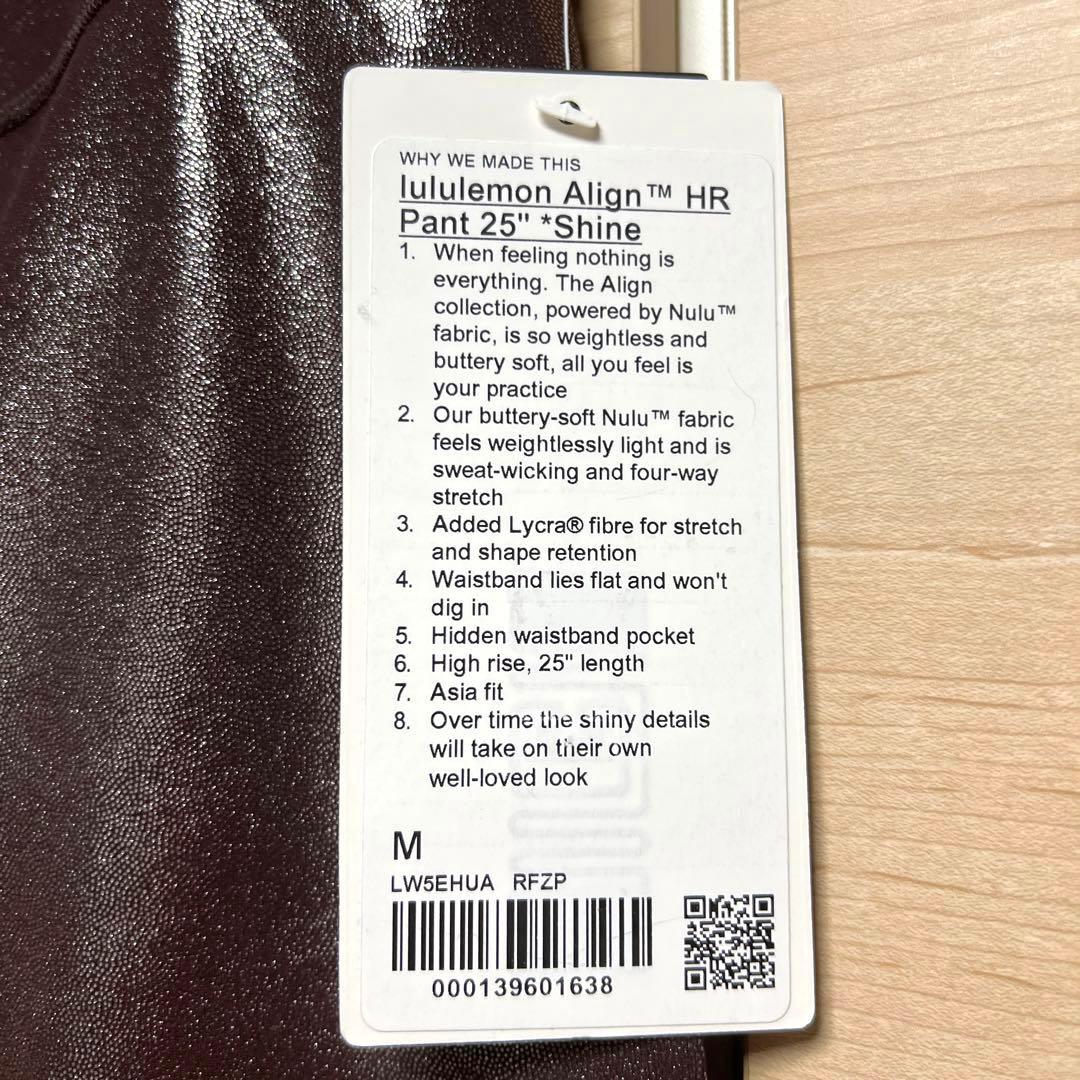 WHY WE MADE THIS
lululemon Align™ HR
Pant 25" *Shine
1. When feeling nothing is
everything. The Align
collection, powered by Nulu™
fabric, is so weightless and
buttery soft, all you feel is
your practice
2. Our buttery-soft Nulu™ fabric
feels weightlessly light and is
sweat-wicking and four-way
stretch
3. Added Lycra® fibre for stretch
and shape retention
4. Waistband lies flat and won't
dig in
5. Hidden waistband pocket
6. High rise, 25" length
7. Asia fit
8. Over time the shiny details
will take on their own
well-loved look
M
LW5EHUA RFZP
000139601638